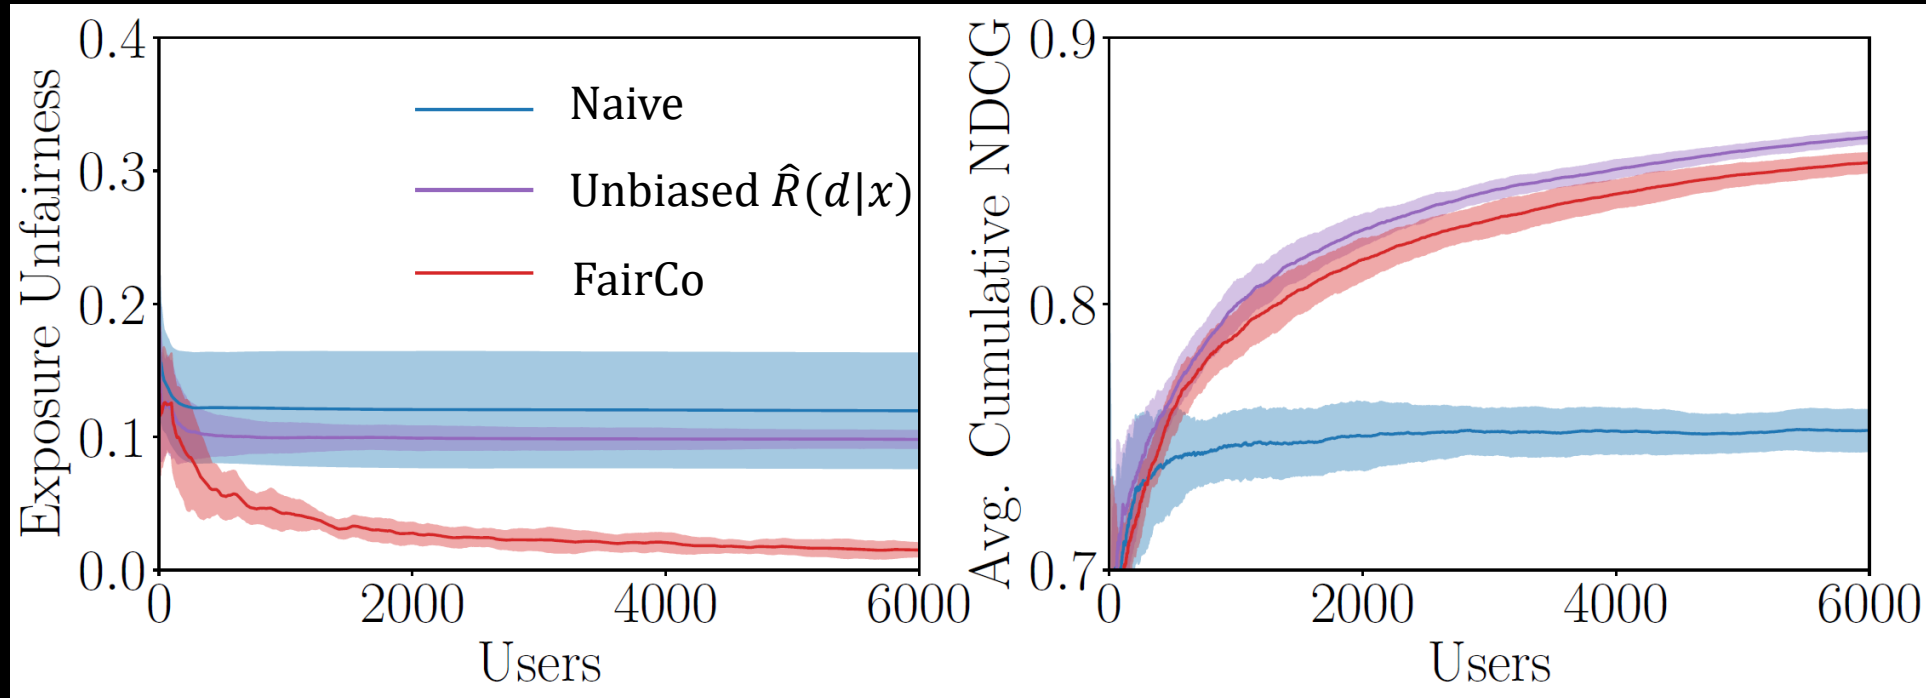 Exposure Unfairness
0.4
0.3
0.2
0.1
0.0
Naive
Unbiased R̂(d|x)
FairCo
0
2000
4000
6000
Users
Avg. Cumulative NDCG
0.9
0.8
0.7
0
2000
4000
6000
Users